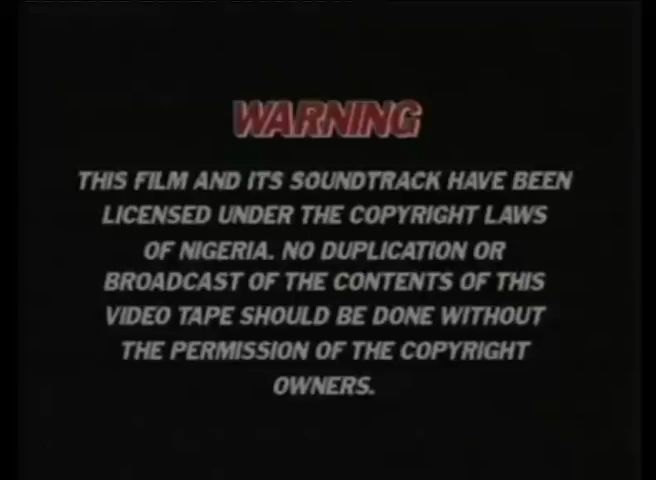 WARNING
THIS FILM AND ITS SOUNDTRACK HAVE BEEN
LICENSED UNDER THE COPYRIGHT LAWS
OF NIGERIA. NO DUPLICATION OR
BROADCAST OF THE CONTENTS OF THIS
VIDEO TAPE SHOULD BE DONE WITHOUT
THE PERMISSION OF THE COPYRIGHT
OWNERS.